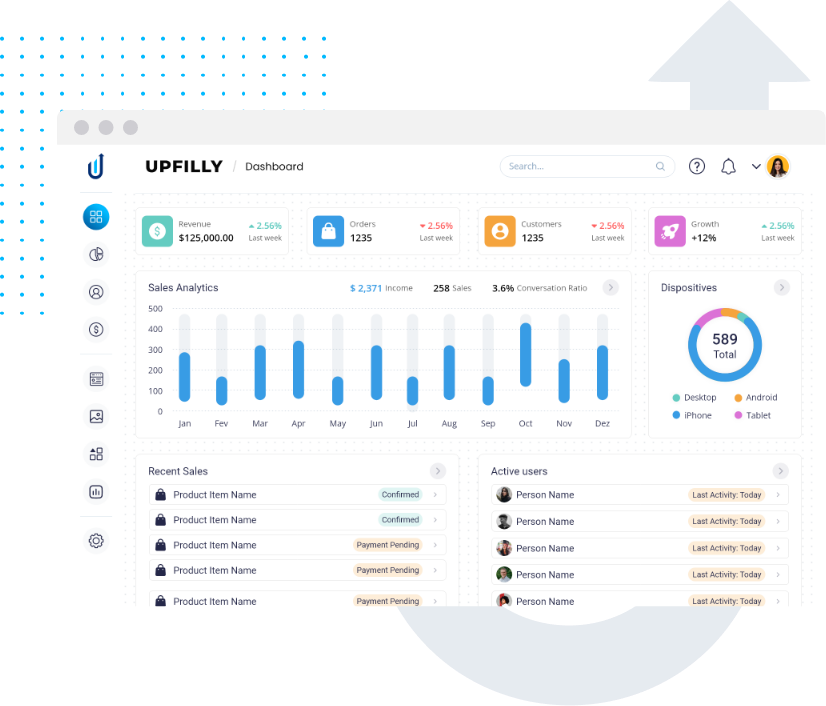 UPFILLY / Dashboard
Search...
Revenue
$125,000.00
2.56%
Last week
Orders
1235
2.56%
Last week
Customers
1235
2.56%
Last week
Growth
+12%
2.56%
Last week
Sales Analytics
$ 2,371 Income
258 Sales
3.6% Conversation Ratio
500
400
300
200
100
0
Jan Fev Mar Apr May Jun Jul Aug Sep Oct Nov Dez
Dispositives
589
Total
Desktop
Android
iPhone
Tablet
Recent Sales
Product Item Name Confirmed
Product Item Name Confirmed
Product Item Name Payment Pending
Product Item Name Payment Pending
Product Item Name Payment Pending
Active users
Person Name Last Activity: Today
Person Name Last Activity: Today
Person Name Last Activity: Today
Person Name Last Activity: Today
Person Name Last Activity: Today